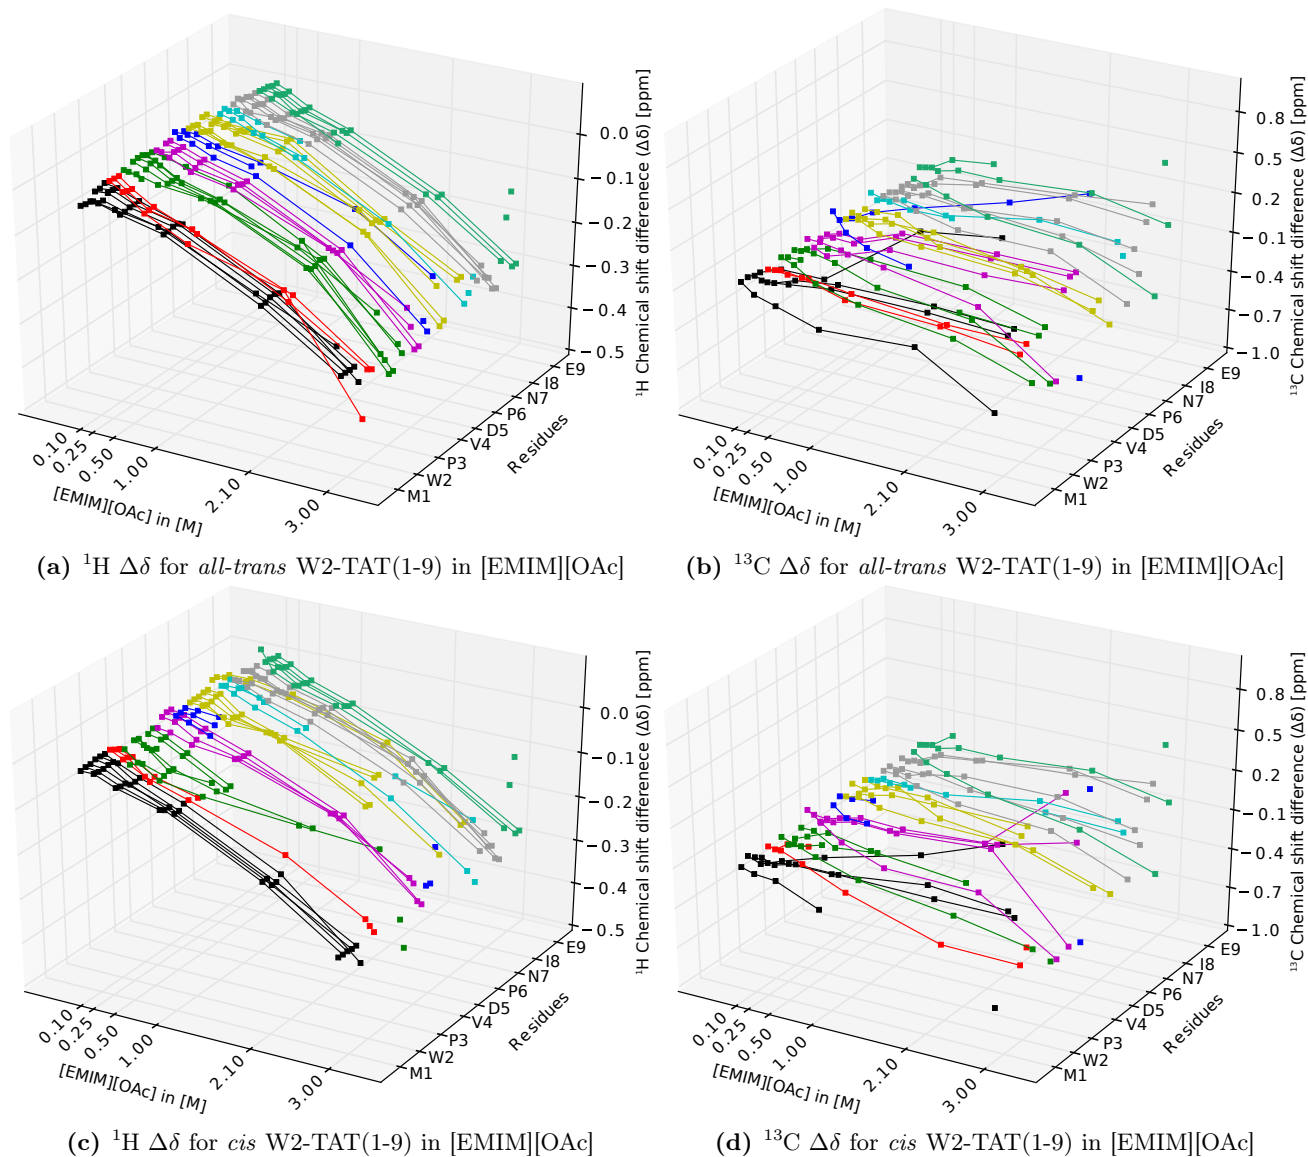 0.0
−0.1
−0.2
−0.3
−0.4
−0.5
¹H Chemical shift differenece (Δδ) [ppm]
E9
I8
N7
P6
D5
V4
P3
W2
M1
Residues
0.10
0.25
0.50
1.00
2.10
3.00
[EMIM][OAc] in [M]
(a) ¹H Δδ for all-trans W2-TAT(1-9) in [EMIM][OAc]
0.8
0.5
0.2
−0.1
−0.4
−0.7
−1.0
¹³C Chemical shift difference (Δδ) [ppm]
E9
I8
N7
P6
D5
V4
P3
W2
M1
Residues
0.10
0.25
0.50
1.00
2.10
3.00
[EMIM][OAc] in [M]
(b) ¹³C Δδ for all-trans W2-TAT(1-9) in [EMIM][OAc]
0.0
−0.1
−0.2
−0.3
−0.4
−0.5
¹H Chemical shift differenece (Δδ) [ppm]
E9
I8
N7
P6
D5
V4
P3
W2
M1
Residues
0.10
0.25
0.50
1.00
2.10
3.00
[EMIM][OAc] in [M]
(c) ¹H Δδ for cis W2-TAT(1-9) in [EMIM][OAc]
0.8
0.5
0.2
−0.1
−0.4
−0.7
−1.0
¹³C Chemical shift difference (Δδ) [ppm]
E9
I8
N7
P6
D5
V4
P3
W2
M1
Residues
0.10
0.25
0.50
1.00
2.10
3.00
[EMIM][OAc] in [M]
(d) ¹³C Δδ for cis W2-TAT(1-9) in [EMIM][OAc]